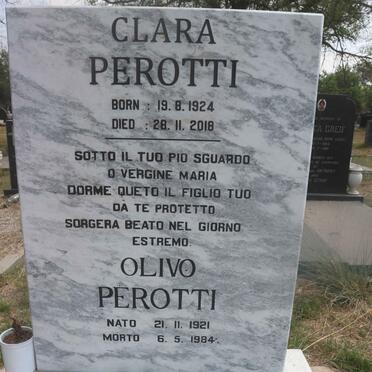 CLARA
PEROTTI
BORN : 19. 8. 1924
DIED : 28. 11. 2018
SOTTO IL TUO PIO SGUARDO
O VERGINE MARIA
DORME QUETO IL FIGLIO TUO
DA TE PROTETTO
SORGERA BEATO NEL GIORNO
ESTREMO.
OLIVO
PEROTTI
NATO 21. 11. 1921
MORTO 6. 5. 1984.